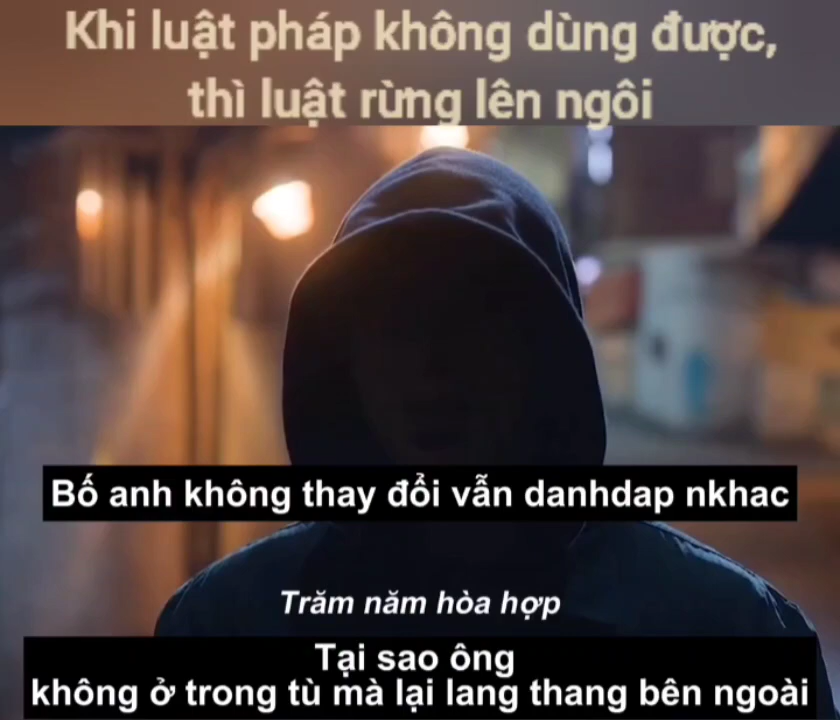 Khi luật pháp không dùng được,
thì luật rừng lên ngôi
Bố anh không thay đổi vẫn danhdap nkhac
Trăm năm hòa hợp
Tại sao ông
không ở trong tù mà lại lang thang bên ngoài